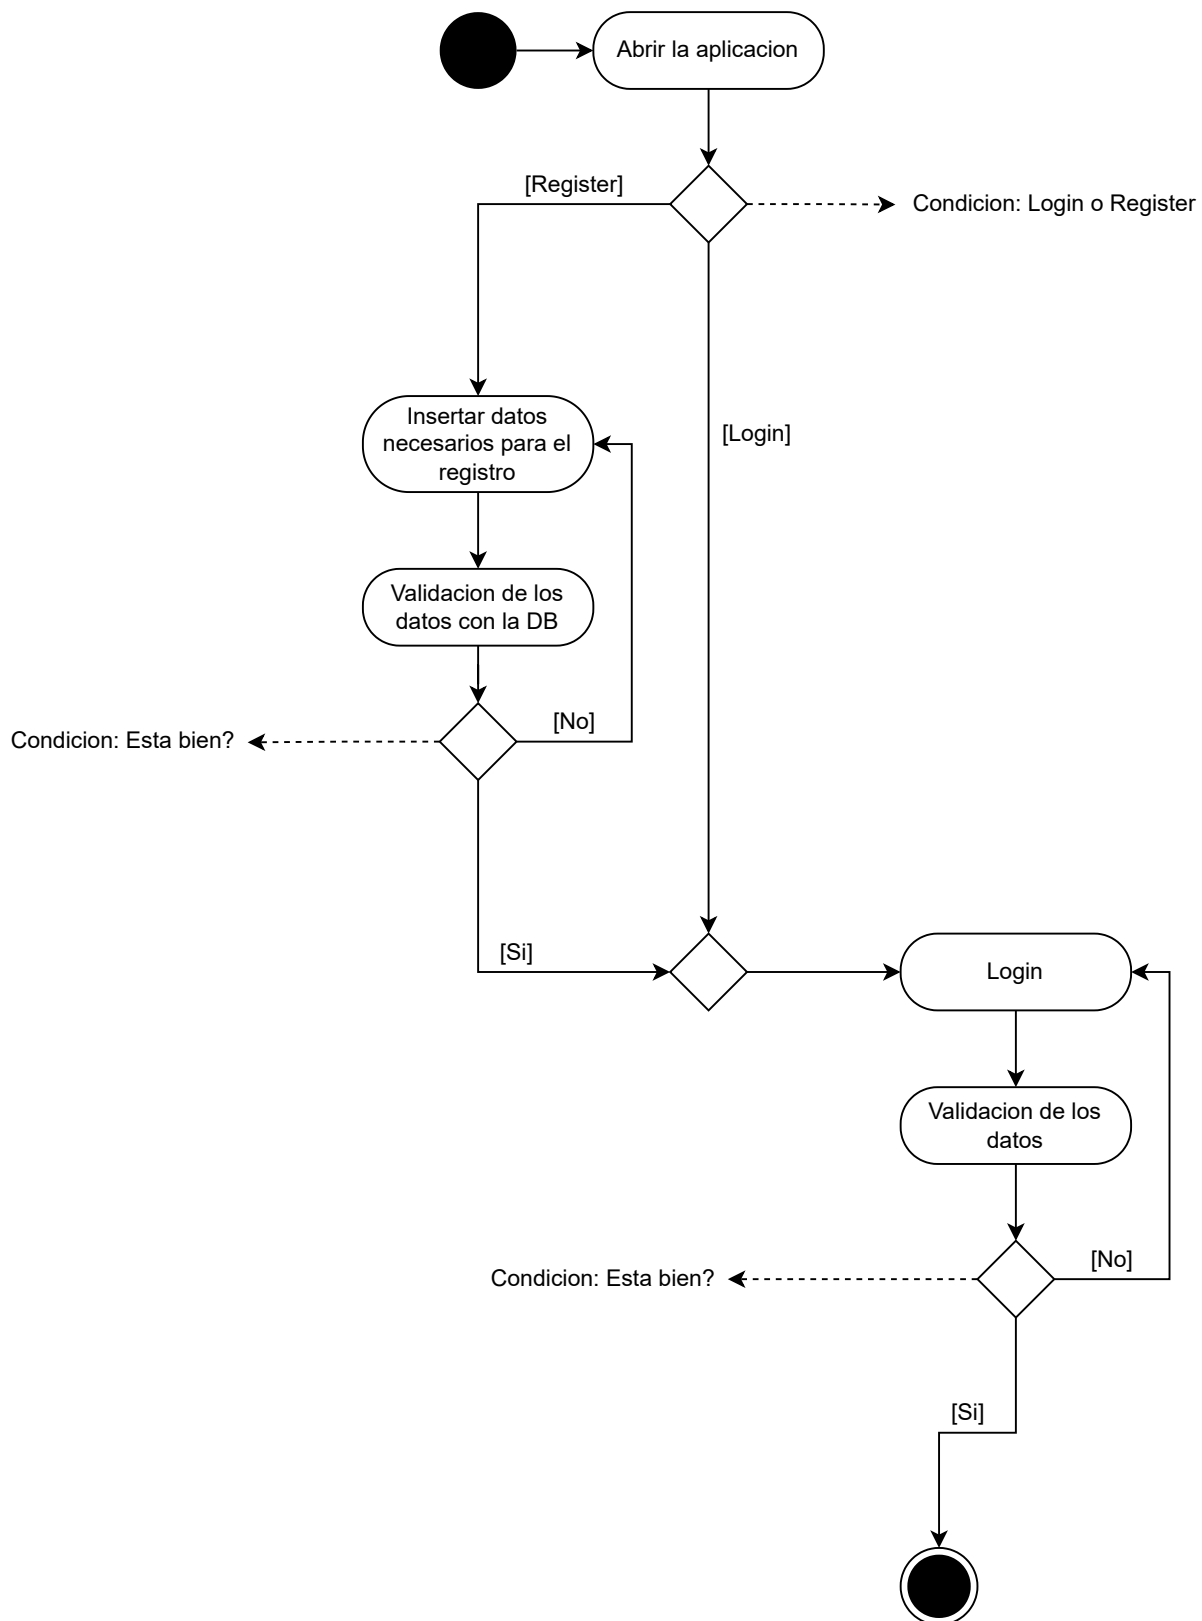 Abrir la aplicacion
[Register]
Condicion: Login o Register
Insertar datos
necesarios para el
registro
[Login]
Validacion de los
datos con la DB
[No]
Condicion: Esta bien?
[Si]
Login
Validacion de los
datos
[No]
Condicion: Esta bien?
[Si]